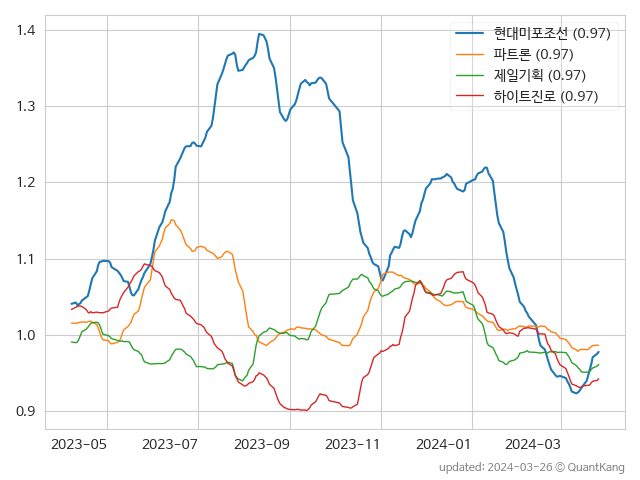 현대미포조선 (0.97)
파트론 (0.97)
제일기획 (0.97)
하이트진로 (0.97)
1.4
1.3
1.2
1.1
1.0
0.9
2023-05 2023-07 2023-09 2023-11 2024-01 2024-03
updated: 2024-03-26 © QuantKang